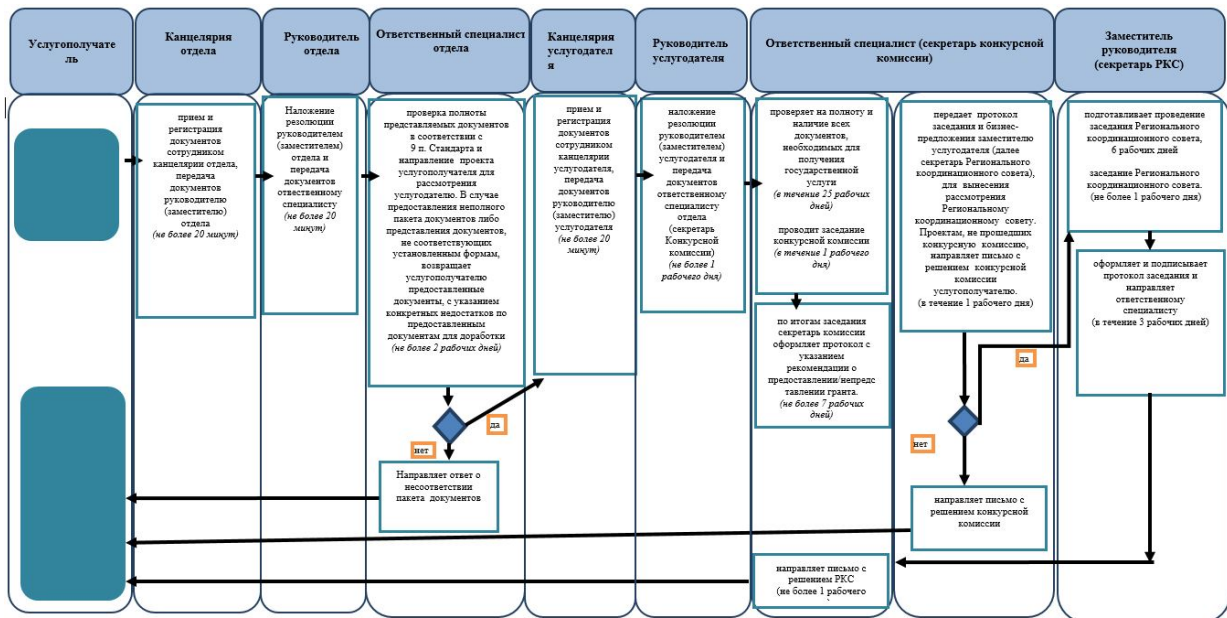 Услугополучате
ль
Канцелярия
отдела
Руководитель
отдела
Ответственный специалист
отдела
Канцелярия
услугодател
я
Руководитель
услугодателя
Ответственный специалист (секретарь конкурсной
комиссии)
Заместитель
руководителя
(секретарь РКС)
прием и
регистрация
документов
сотрудником
канцелярии отдела,
передача
документов
руководителю
(заместителю)
отдела
(не более 20 минут)
Наложение
резолюции
руководителем
(заместителем)
отдела и
передача
документов
отвественному
специалисту
(не более 20
минут)
проверка полноты
представляемых документов
в соответствии с
9 п. Стандарта и
направление проекта
услугополучателя для
рассмотрения
услугодателю. В случае
предоставления неполного
пакета документов либо
представления документов,
не соответствующих
установленным формам,
возвращает
услугополучателю
предоставленные
документы, с указанием
конкретных недостатков по
предоставленным
документам для доработки
(не более 2 рабочих дней)
прием и
регистрация
документов
сотрудником
канцелярии
услугодателя,
передача
документов
руководителю
(заместителю)
услугодателя
(не более 20
минут)
наложение
резолюции
руководителем
(заместителем)
услугодателя и
передача
документов
ответственному
специалисту
отдела
(секретарь
Конкурсной
комиссии)
(не более 1
рабочего дня)
проверяет на полноту и
наличие всех
документов,
необходимых для
получения
государственной
услуги
(в течение 25 рабочих
дней)
проводит заседание
конкурсной комиссии
(в течение 1 рабочего
дня)
по итогам заседания
секретарь комиссии
оформляет протокол с
указанием
рекомендации о
предоставлении/непредс
тавлении гранта.
(не более 7 рабочих
дней)
передает протокол
заседания и бизнес-
предложения заместителю
услугодателя (далее
секретарь Регионального
координационного совета),
для вынесения
рассмотрения
Региональному
координационному совету.
Проектам, не прошедших
конкурсную комиссию,
направляет письмо с
решением конкурсной
комиссии
услугополучателю.
(в течение 1 рабочего дня)
подготавливает проведение
заседания Регионального
координационного совета,
6 рабочих дней
заседание Регионального
координационного совета.
(не более 1 рабочего дня)
оформляет и подписывает
протокол заседания и
направляет
ответственному
специалисту
(в течение 3 рабочих дней)
да
нет
да
нет
Направляет ответ о
несоответствии
пакета документов
направляет письмо с
решением конкурсной
комиссии
направляет письмо с
решением РКС
(не более 1 рабочего